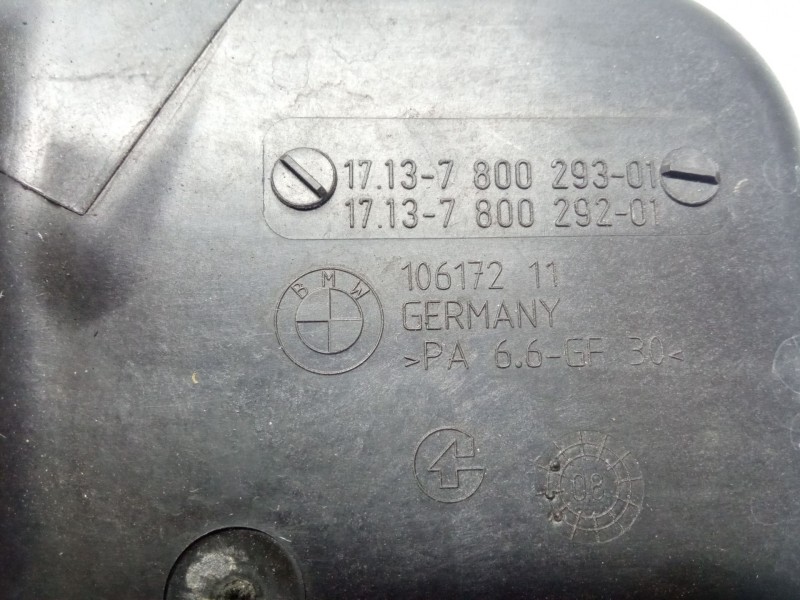 17.13-7 800 293-01
17.13-7 800 292-01
BMW
106172 11
GERMANY
>PA 6.6-GF 30<
4
08